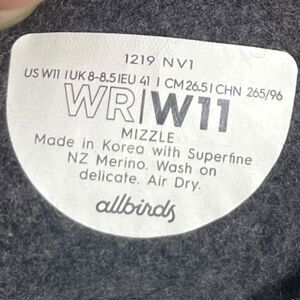 1219 NV1
US W11 | UK 8-8.5 | EU 41 | CM 26.5 | CHN 265/96
WR|W11
MIZZLE
Made in Korea with Superfine
NZ Merino. Wash on
delicate. Air Dry.
allbirds